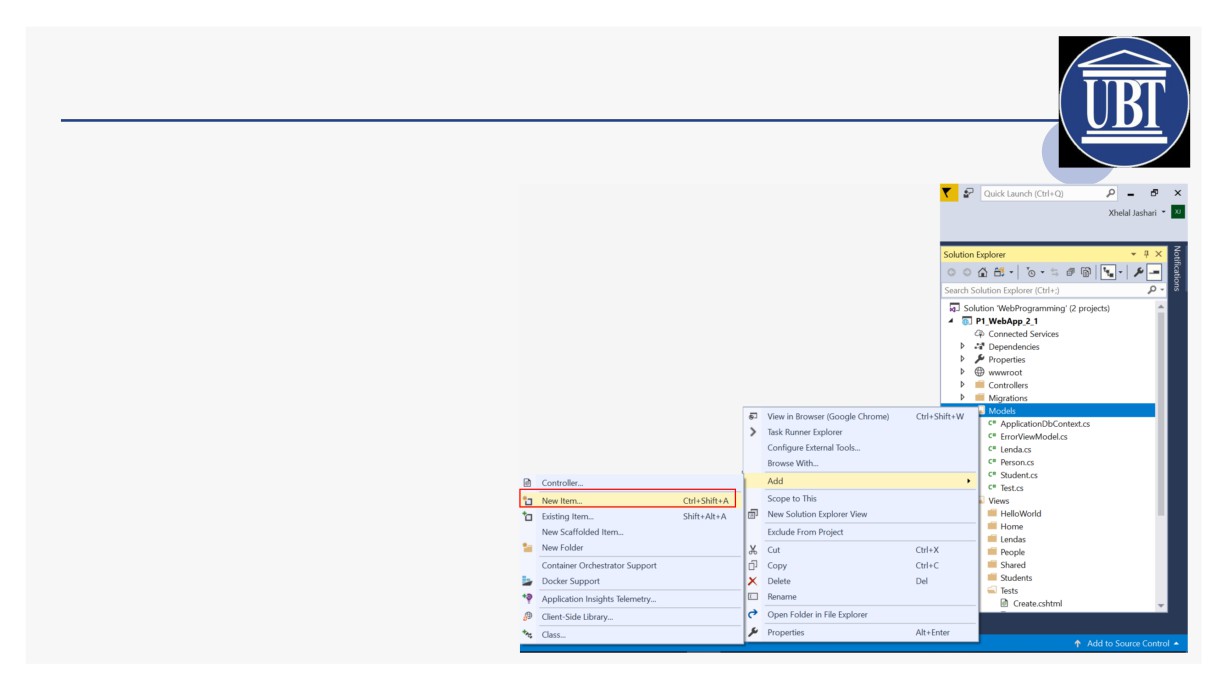 UBT
Quick Launch (Ctrl+Q)
Xhelal Jashari XJ
Notifications
Solution Explorer
Search Solution Explorer (Ctrl+;)
Solution 'WebProgramming' (2 projects)
P1_WebApp_2_1
Connected Services
Dependencies
Properties
wwwroot
Controllers
Migrations
Models
C# ApplicationDbContext.cs
C# ErrorViewModel.cs
C# Lenda.cs
C# Person.cs
C# Student.cs
C# Test.cs
Views
HelloWorld
Home
Lendas
People
Shared
Students
Tests
Create.cshtml
View in Browser (Google Chrome) Ctrl+Shift+W
Task Runner Explorer
Configure External Tools...
Browse With...
Add
Scope to This
New Solution Explorer View
Exclude From Project
Cut Ctrl+X
Copy Ctrl+C
Delete Del
Rename
Open Folder in File Explorer
Properties Alt+Enter
Controller...
New Item... Ctrl+Shift+A
Existing Item... Shift+Alt+A
New Scaffolded Item...
New Folder
Container Orchestrator Support
Docker Support
Application Insights Telemetry...
Client-Side Library...
Class...
Add to Source Control